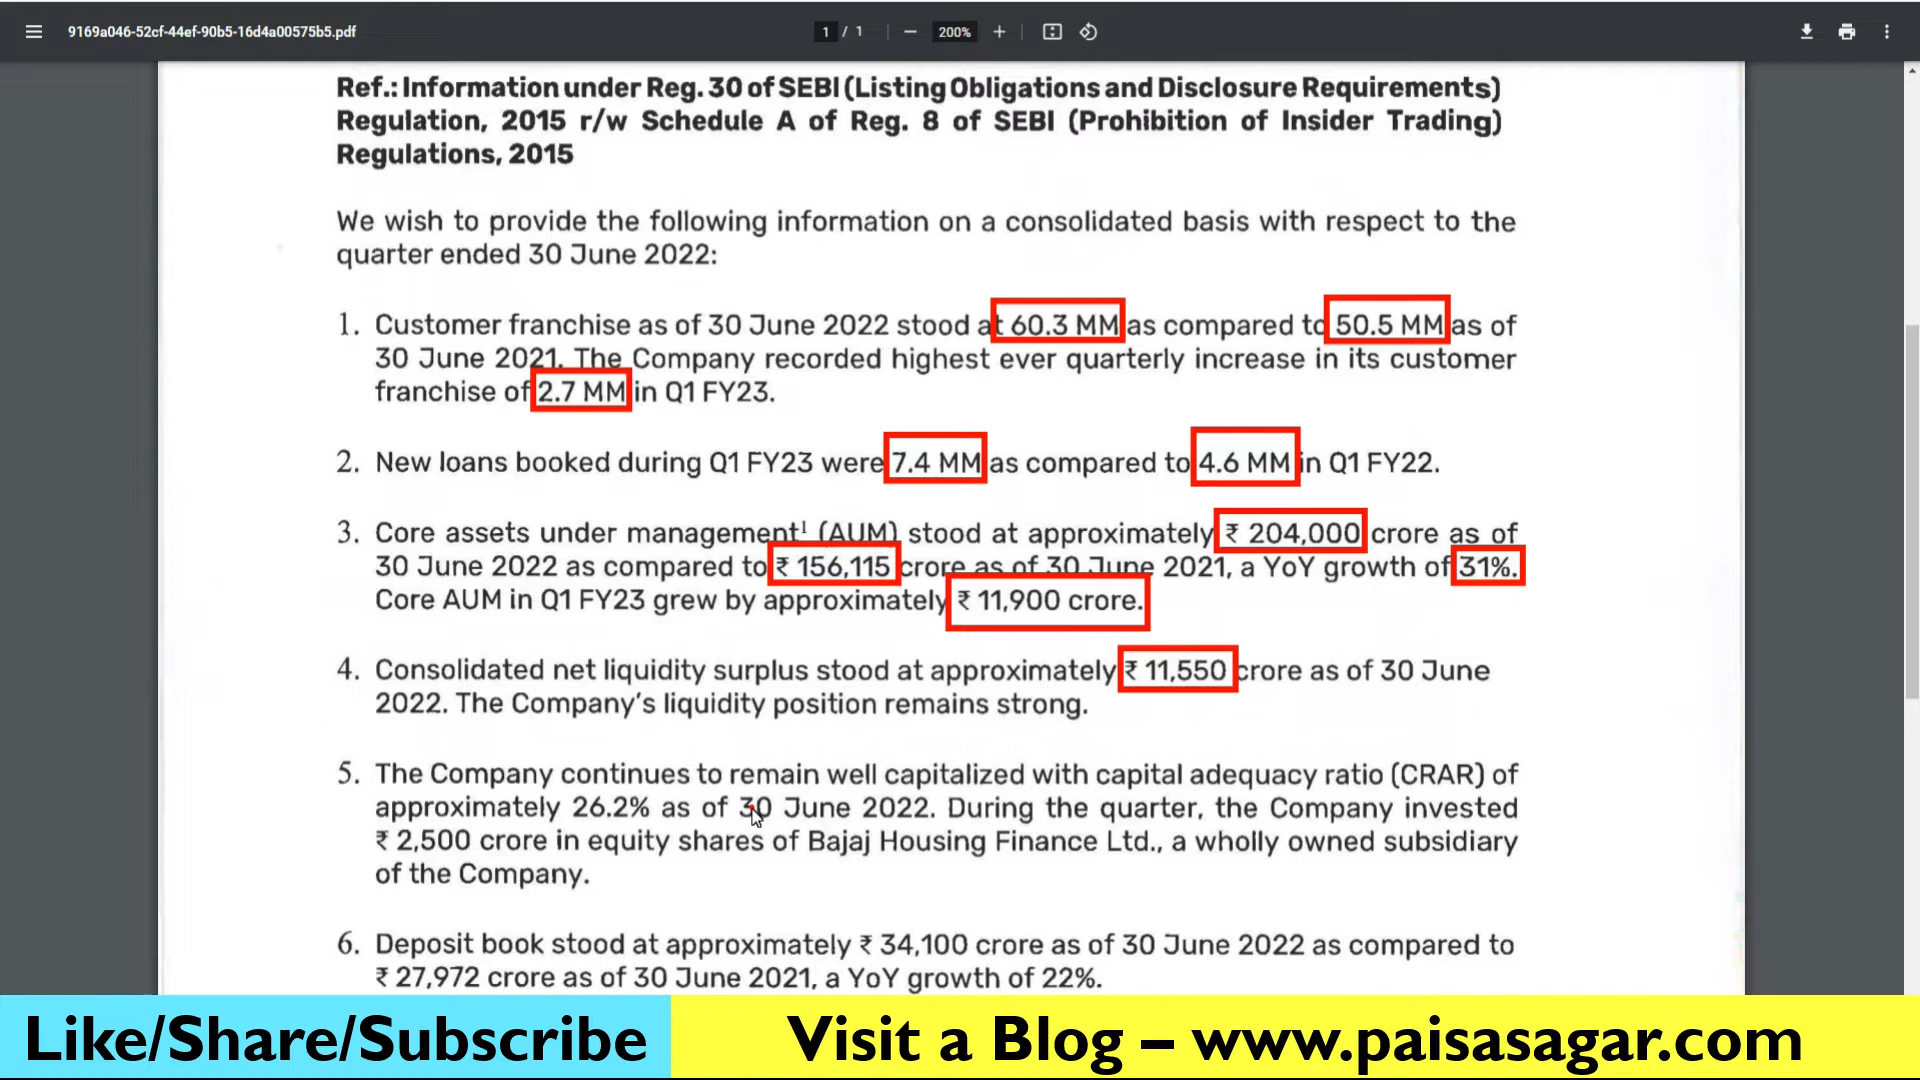 9169a046-52cf-44ef-90b5-16d4a00575b5.pdf
1 / 1
200%
Ref.: Information under Reg. 30 of SEBI (Listing Obligations and Disclosure Requirements)
Regulation, 2015 r/w Schedule A of Reg. 8 of SEBI (Prohibition of Insider Trading)
Regulations, 2015
We wish to provide the following information on a consolidated basis with respect to the
quarter ended 30 June 2022:
1. Customer franchise as of 30 June 2022 stood at 60.3 MM as compared to 50.5 MM as of
30 June 2021. The Company recorded highest ever quarterly increase in its customer
franchise of 2.7 MM in Q1 FY23.
2. New loans booked during Q1 FY23 were 7.4 MM as compared to 4.6 MM in Q1 FY22.
3. Core assets under management¹ (AUM) stood at approximately ₹ 204,000 crore as of
30 June 2022 as compared to ₹ 156,115 crore as of 30 June 2021, a YoY growth of 31%.
Core AUM in Q1 FY23 grew by approximately ₹ 11,900 crore.
4. Consolidated net liquidity surplus stood at approximately ₹ 11,550 crore as of 30 June
2022. The Company's liquidity position remains strong.
5. The Company continues to remain well capitalized with capital adequacy ratio (CRAR) of
approximately 26.2% as of 30 June 2022. During the quarter, the Company invested
₹ 2,500 crore in equity shares of Bajaj Housing Finance Ltd., a wholly owned subsidiary
of the Company.
6. Deposit book stood at approximately ₹ 34,100 crore as of 30 June 2022 as compared to
₹ 27,972 crore as of 30 June 2021, a YoY growth of 22%.
Like/Share/Subscribe
Visit a Blog – www.paisasagar.com